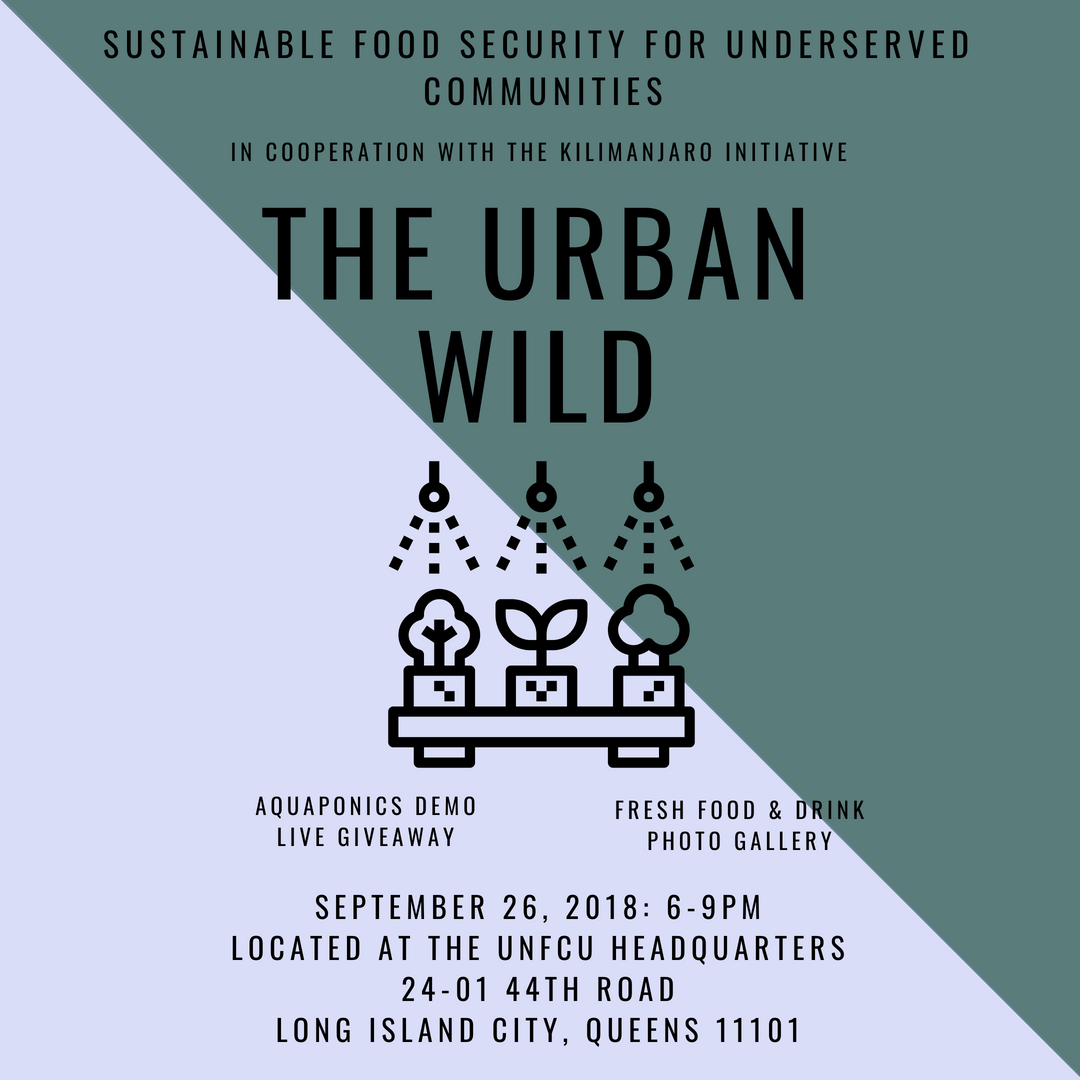 SUSTAINABLE FOOD SECURITY FOR UNDERSERVED
COMMUNITIES
IN COOPERATION WITH THE KILIMANJARO INITIATIVE
THE URBAN
WILD
AQUAPONICS DEMO
LIVE GIVEAWAY
FRESH FOOD & DRINK
PHOTO GALLERY
SEPTEMBER 26, 2018: 6-9PM
LOCATED AT THE UNFCU HEADQUARTERS
24-01 44TH ROAD
LONG ISLAND CITY, QUEENS 11101